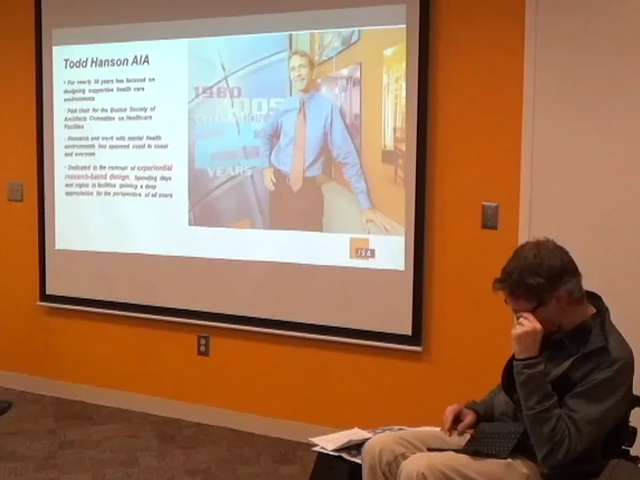 Todd Hanson AIA
• For nearly 30 years has focused on
designing supportive health care
environments
• Past chair for the Boston Society of
Architects Committee on Healthcare
Facilities
• Research and work with mental health
environments has spanned coast to coast
and overseas
• Dedicated to the concept of experiential
research-based design. Spending days
and nights in facilities gaining a deep
appreciation for the perspective of all users
1980
2005
CELEBRATION
YEARS
JSA